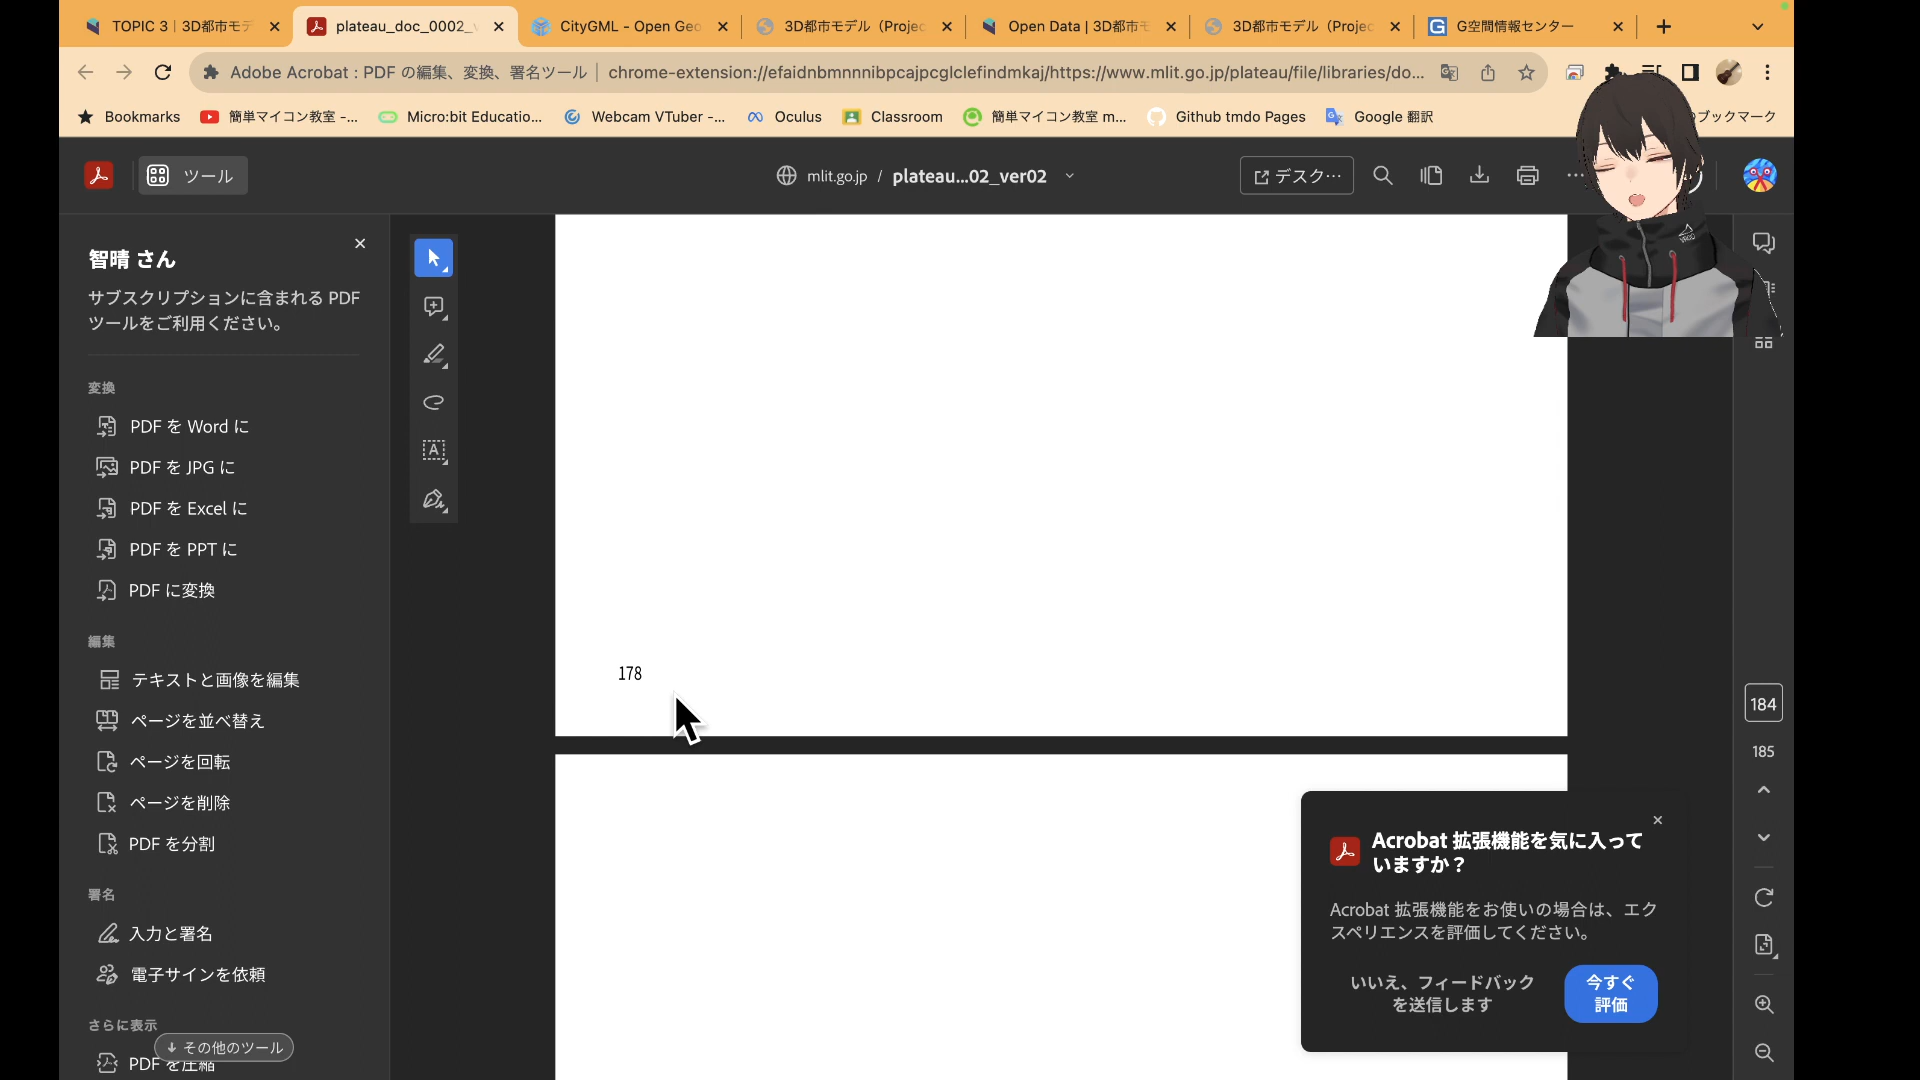 TOPIC 3｜3D都市モデ
plateau_doc_0002_v
CityGML - Open Geo
3D都市モデル（Projec
Open Data | 3D都市モ
3D都市モデル（Projec
G空間情報センター
Adobe Acrobat : PDF の編集、変換、署名ツール
chrome-extension://efaidnbmnnnibpcajpcglclefindmkaj/https://www.mlit.go.jp/plateau/file/libraries/do...
Bookmarks
簡単マイコン教室 -...
Micro:bit Educatio...
Webcam VTuber -...
Oculus
Classroom
簡単マイコン教室 m...
Github tmdo Pages
Google 翻訳
ブックマーク
ツール
mlit.go.jp / plateau...02_ver02
デスク…
智晴 さん
サブスクリプションに含まれる PDF
ツールをご利用ください。
変換
PDF を Word に
PDF を JPG に
PDF を Excel に
PDF を PPT に
PDF に変換
編集
テキストと画像を編集
ページを並べ替え
ページを回転
ページを削除
PDF を分割
署名
入力と署名
電子サインを依頼
さらに表示
その他のツール
PDF を圧縮
178
184
185
Acrobat 拡張機能を気に入って
いますか？
Acrobat 拡張機能をお使いの場合は、エク
スペリエンスを評価してください。
いいえ、フィードバック
を送信します
今すぐ
評価